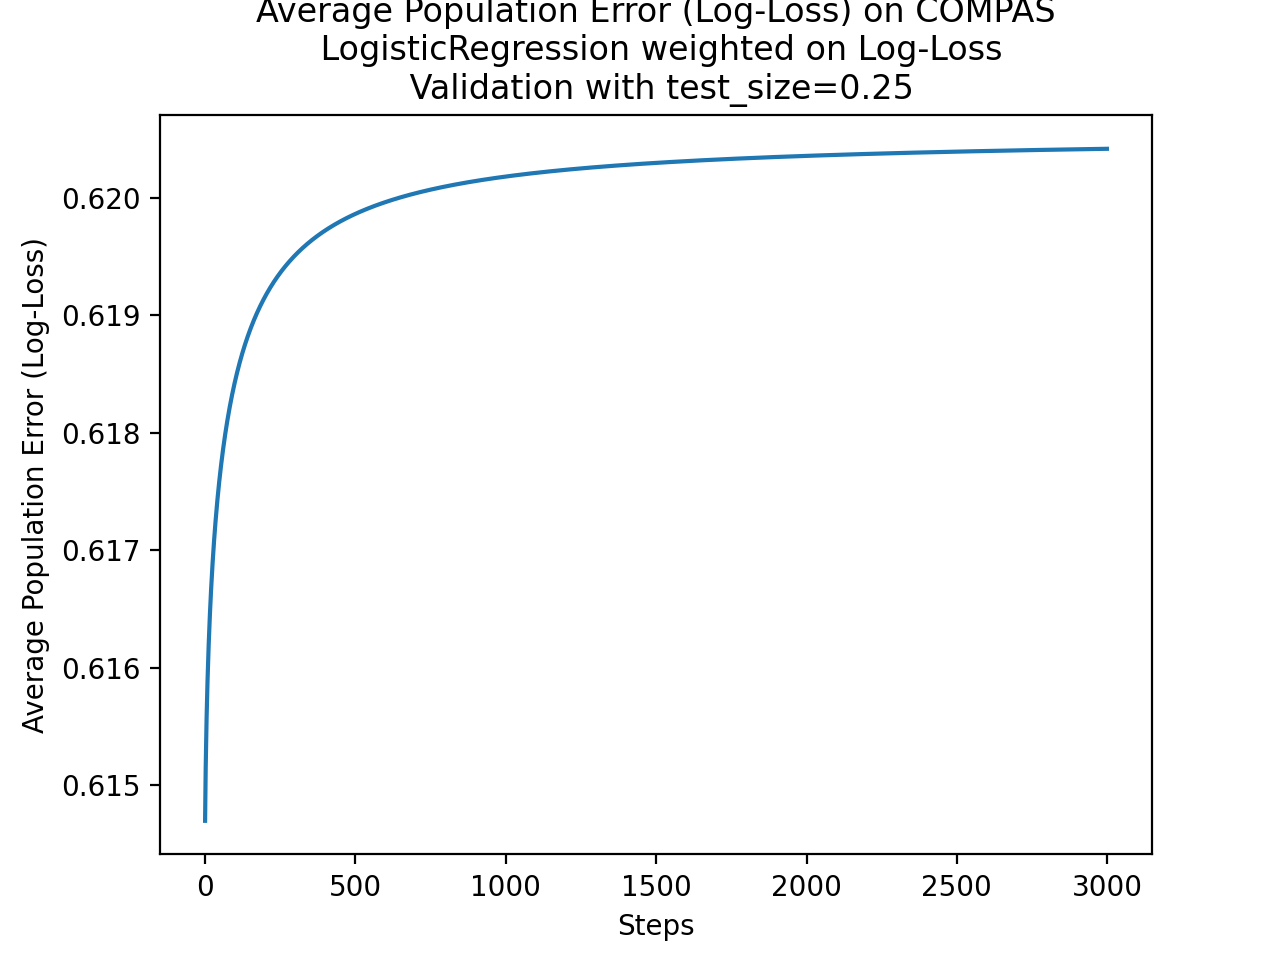 Average Population Error (Log-Loss) on COMPAS
LogisticRegression weighted on Log-Loss
Validation with test_size=0.25
Average Population Error (Log-Loss)
0.620
0.619
0.618
0.617
0.616
0.615
0 500 1000 1500 2000 2500 3000
Steps